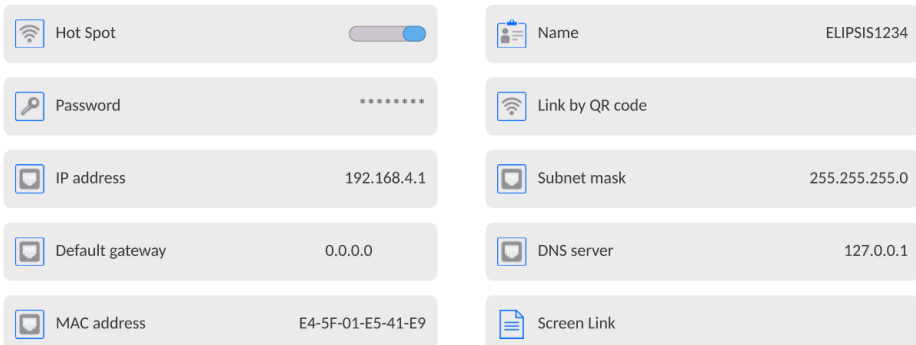 Hot Spot
Name ELIPSIS1234
Password ********
Link by QR code
IP address 192.168.4.1
Subnet mask 255.255.255.0
Default gateway 0.0.0.0
DNS server 127.0.0.1
MAC address E4-5F-01-E5-41-E9
Screen Link